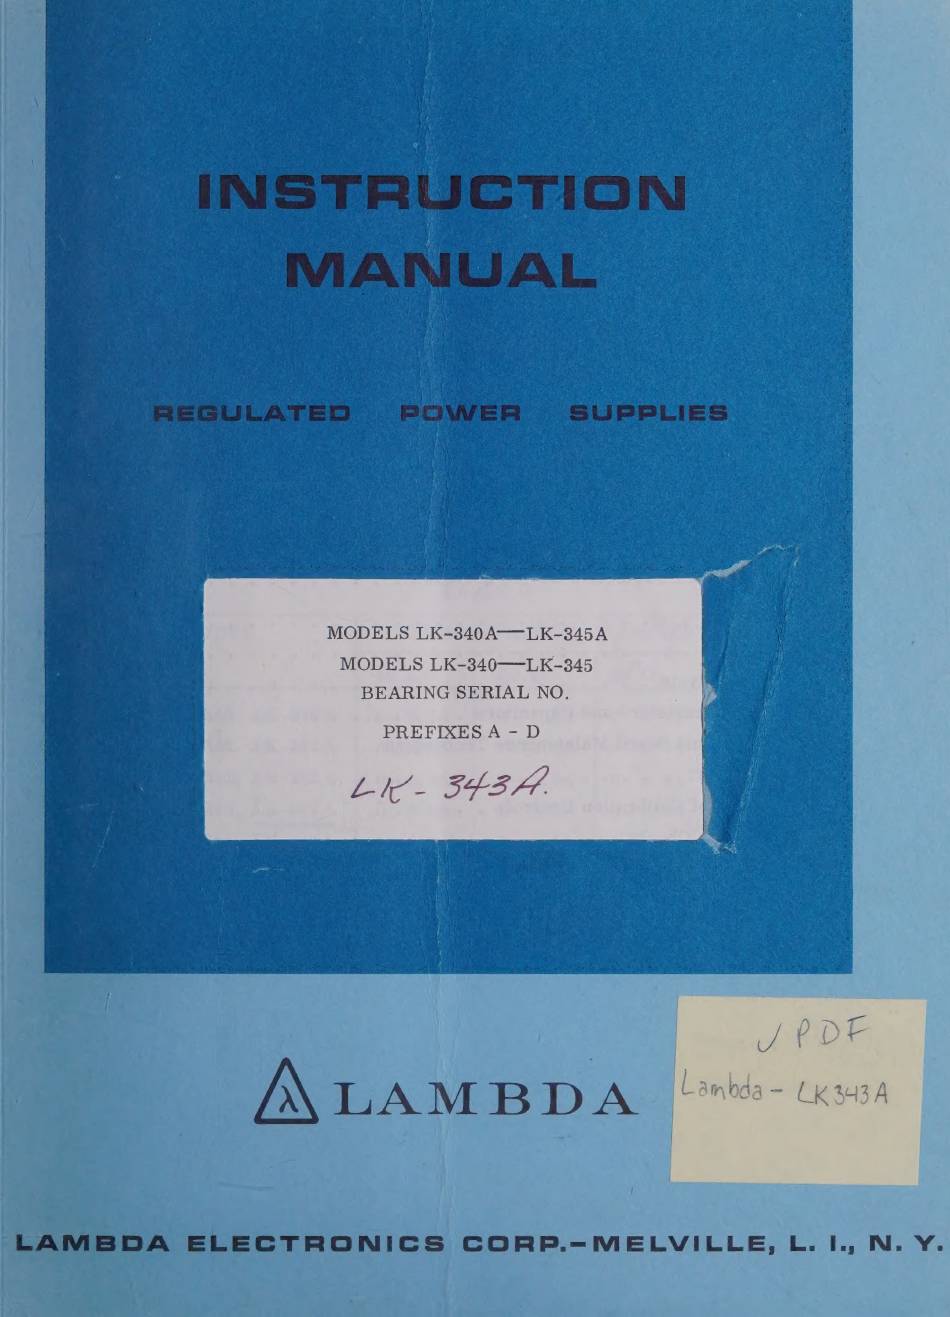 INSTRUCTION
MANUAL
REGULATED POWER SUPPLIES
MODELS LK-340A—LK-345A
MODELS LK-340—LK-345
BEARING SERIAL NO.
PREFIXES A - D
LK - 343A.
✓ PDF
Lambda - LK343A
λ LAMBDA
LAMBDA ELECTRONICS CORP.-MELVILLE, L. I., N. Y.